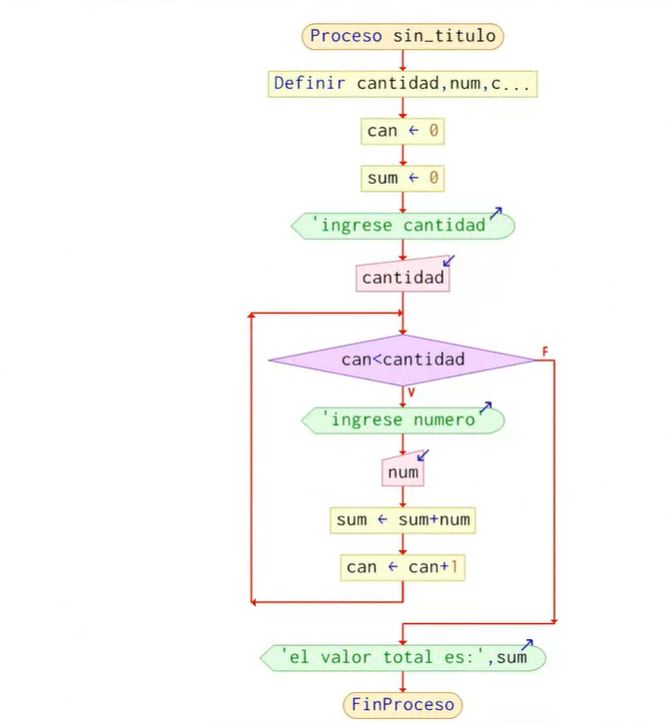 Proceso sin_titulo
Definir cantidad,num,c...
can ← 0
sum ← 0
'ingrese cantidad'
cantidad
can<cantidad
F
V
'ingrese numero'
num
sum ← sum+num
can ← can+1
'el valor total es:',sum
FinProceso